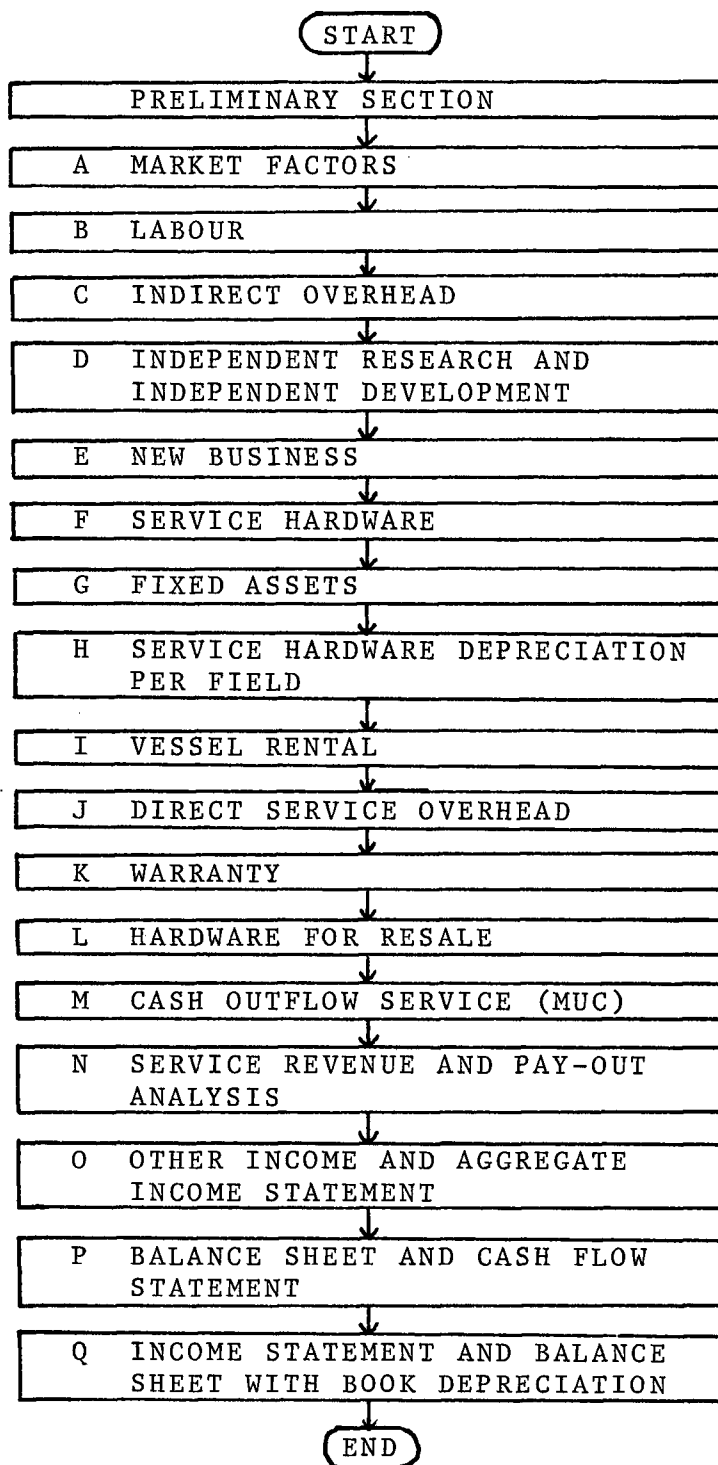 START
PRELIMINARY SECTION
A MARKET FACTORS
B LABOUR
C INDIRECT OVERHEAD
D INDEPENDENT RESEARCH AND
INDEPENDENT DEVELOPMENT
E NEW BUSINESS
F SERVICE HARDWARE
G FIXED ASSETS
H SERVICE HARDWARE DEPRECIATION
PER FIELD
I VESSEL RENTAL
J DIRECT SERVICE OVERHEAD
K WARRANTY
L HARDWARE FOR RESALE
M CASH OUTFLOW SERVICE (MUC)
N SERVICE REVENUE AND PAY-OUT
ANALYSIS
O OTHER INCOME AND AGGREGATE
INCOME STATEMENT
P BALANCE SHEET AND CASH FLOW
STATEMENT
Q INCOME STATEMENT AND BALANCE
SHEET WITH BOOK DEPRECIATION
END